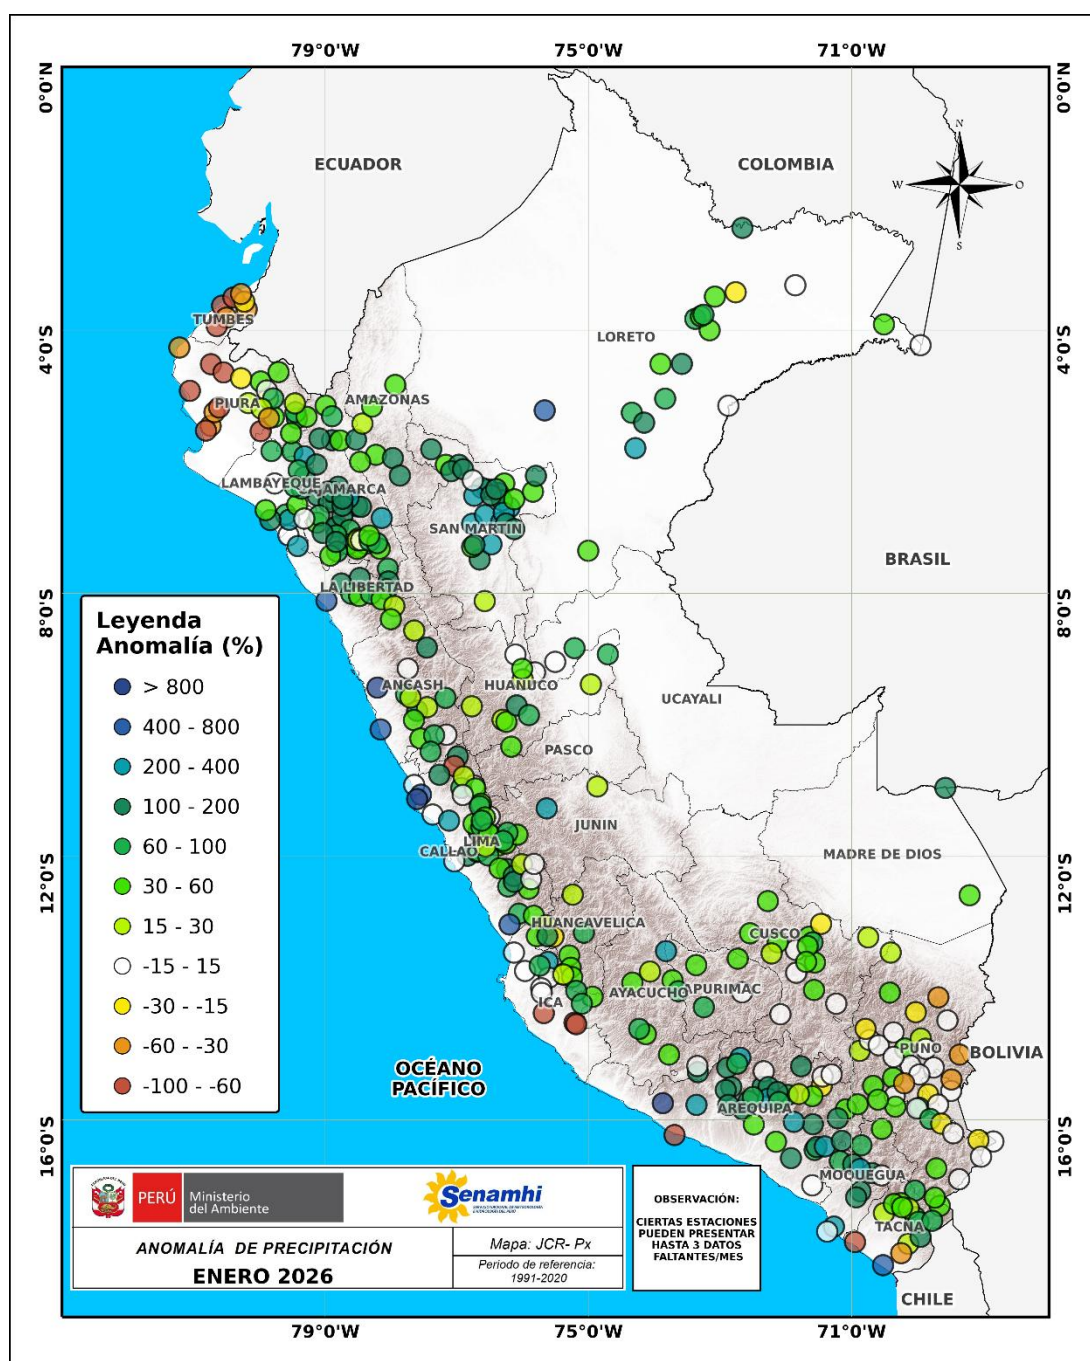 79.0°W 75.0°W 71.0°W
0.0°N 0.0°N
N
W O
S
ECUADOR COLOMBIA
4.0°S 4.0°S
TUMBES
LORETO
PIURA
AMAZONAS
LAMBAYEQUE
CAJAMARCA
SAN MARTIN
BRASIL
8.0°S 8.0°S
LA LIBERTAD
ANCASH
HUANUCO
UCAYALI
PASCO
JUNIN
LIMA
CALLAO
MADRE DE DIOS
12.0°S 12.0°S
HUANCAVELICA
CUSCO
ICA
AYACUCHO
APURIMAC
PUNO
BOLIVIA
AREQUIPA
16.0°S 16.0°S
MOQUEGUA
TACNA
CHILE
OCÉANO
PACÍFICO
Leyenda
Anomalía (%)
> 800
400 - 800
200 - 400
100 - 200
60 - 100
30 - 60
15 - 30
-15 - 15
-30 - -15
-60 - -30
-100 - -60
PERÚ
Ministerio
del Ambiente
Senamhi
ANOMALÍA DE PRECIPITACIÓN
ENERO 2026
Mapa: JCR- Px
Periodo de referencia:
1991-2020
OBSERVACIÓN:
CIERTAS ESTACIONES
PUEDEN PRESENTAR
HASTA 3 DATOS
FALTANTES/MES
79.0°W 75.0°W 71.0°W